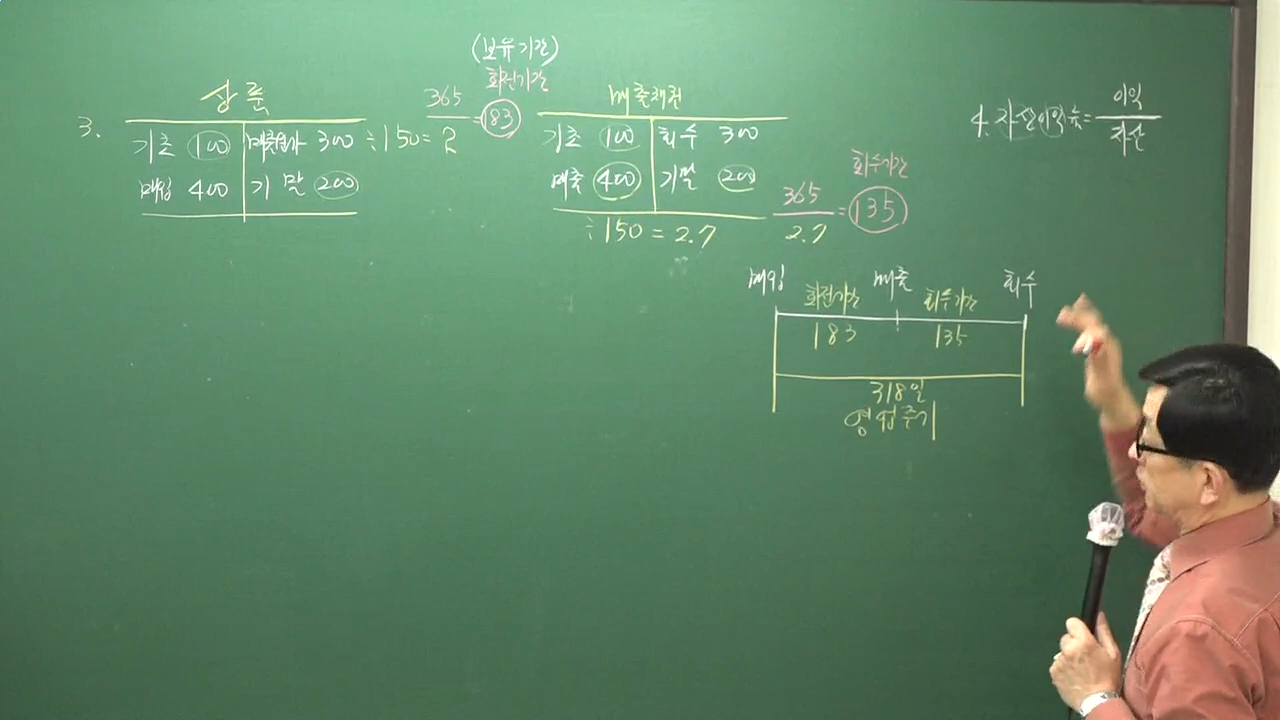 3.
상 품
기초 100 매출원가 300 ÷150=2
매입 400 기말 200
(보유기간)
회전기간
365 = 183
매출채권
기초 100 회수 300
매출 400 기말 200
÷150=2.7
회수기간
365
2.7 = 135
4. 자산이익율= 이익
자산
매입 매출 회수
회전기간 회수기간
183 135
318일
영업주기